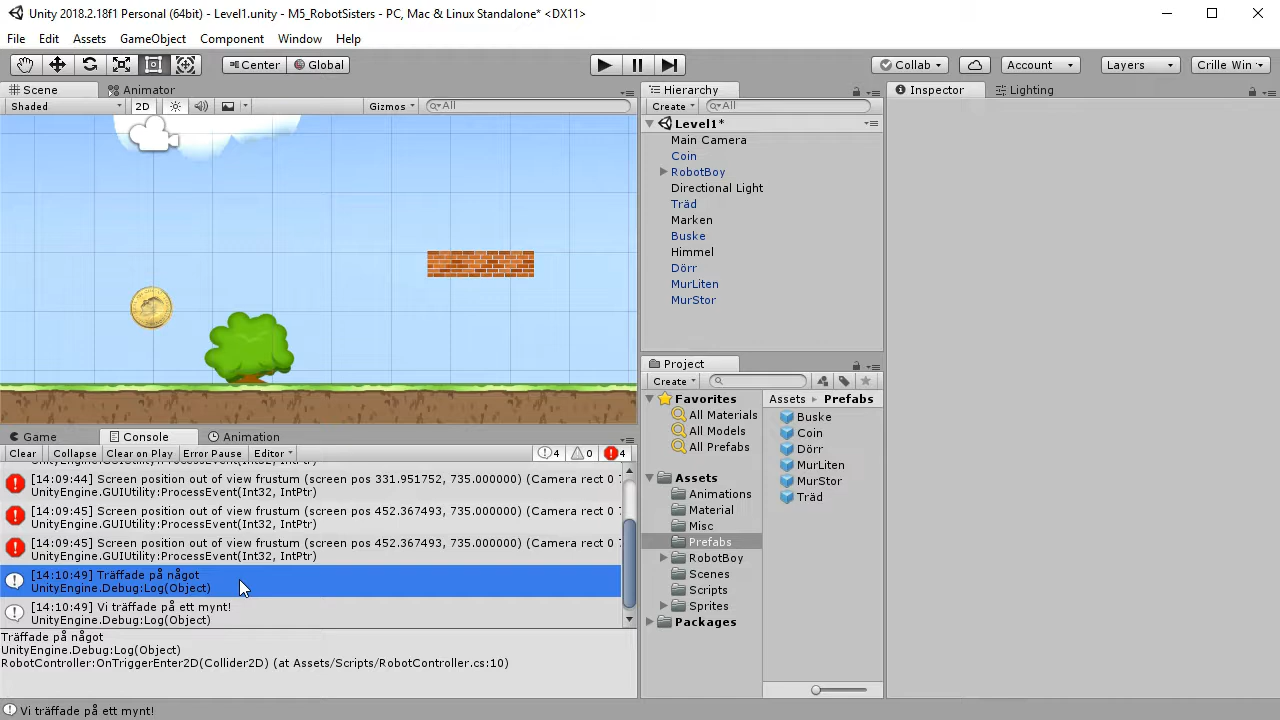 Unity 2018.2.18f1 Personal (64bit) - Level1.unity - M5_RobotSisters - PC, Mac & Linux Standalone* <DX11>
File Edit Assets GameObject Component Window Help
Center Global Collab Account Layers Crille Win
Scene Animator
Shaded 2D Gizmos All
Hierarchy
Create All
Level1*
Main Camera
Coin
RobotBoy
Directional Light
Träd
Marken
Buske
Himmel
Dörr
MurLiten
MurStor
Inspector Lighting
Project
Create
Favorites
All Materials
All Models
All Prefabs
Assets
Animations
Material
Misc
Prefabs
RobotBoy
Scenes
Scripts
Sprites
Packages
Assets Prefabs
Buske
Coin
Dörr
MurLiten
MurStor
Träd
Game Console Animation
Clear Collapse Clear on Play Error Pause Editor 4 0 4
UnityEngine.GUIUtility:ProcessEvent(Int32, IntPtr)
[14:09:44] Screen position out of view frustum (screen pos 331.951752, 735.000000) (Camera rect 0
UnityEngine.GUIUtility:ProcessEvent(Int32, IntPtr)
[14:09:45] Screen position out of view frustum (screen pos 452.367493, 735.000000) (Camera rect 0
UnityEngine.GUIUtility:ProcessEvent(Int32, IntPtr)
[14:09:45] Screen position out of view frustum (screen pos 452.367493, 735.000000) (Camera rect 0
UnityEngine.GUIUtility:ProcessEvent(Int32, IntPtr)
[14:10:49] Träffade på något
UnityEngine.Debug:Log(Object)
[14:10:49] Vi träffade på ett mynt!
UnityEngine.Debug:Log(Object)
Träffade på något
UnityEngine.Debug:Log(Object)
RobotController:OnTriggerEnter2D(Collider2D) (at Assets/Scripts/RobotController.cs:10)
Vi träffade på ett mynt!